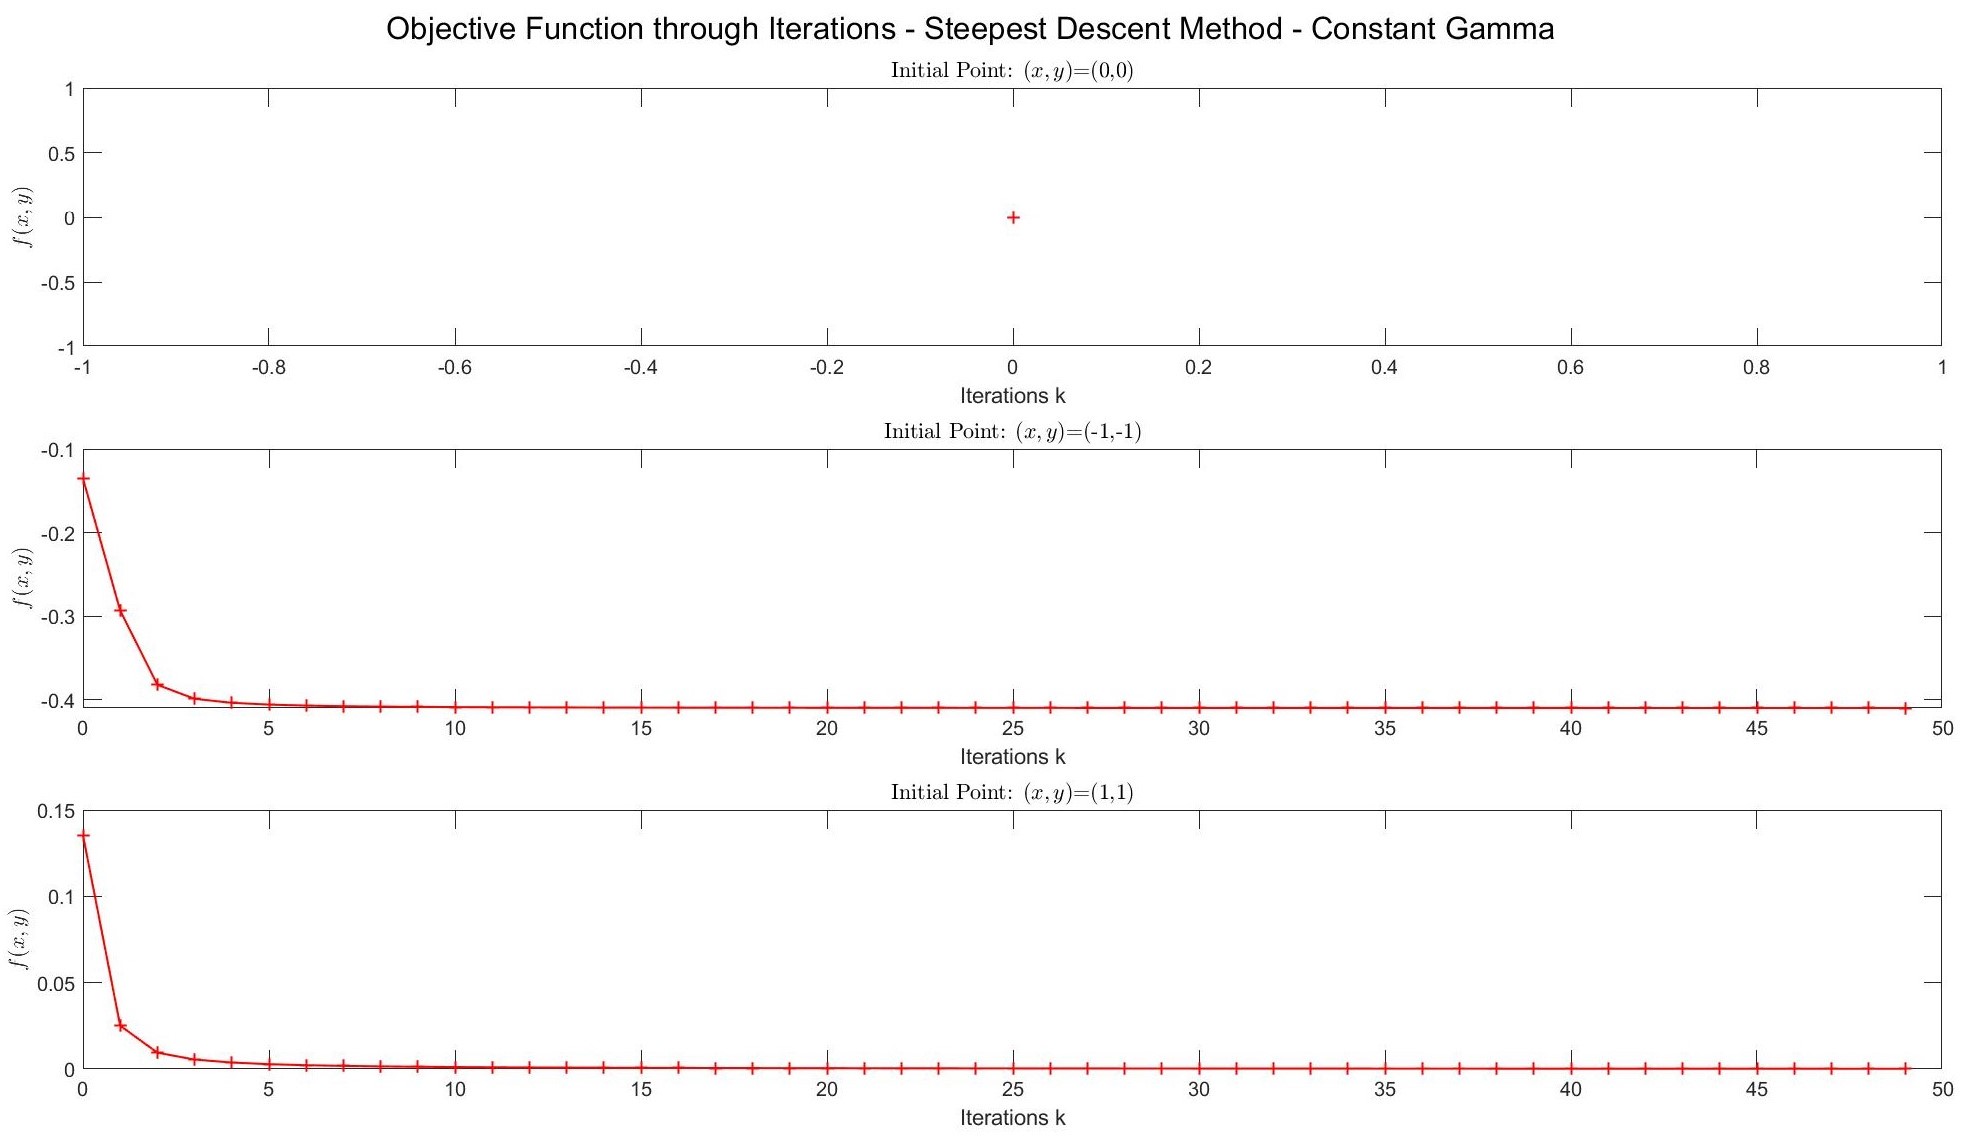 Objective Function through Iterations - Steepest Descent Method - Constant Gamma
Initial Point: (x, y)=(0,0)
1
0.5
0
-0.5
-1
f(x, y)
-1 -0.8 -0.6 -0.4 -0.2 0 0.2 0.4 0.6 0.8 1
Iterations k
Initial Point: (x, y)=(-1,-1)
-0.1
-0.2
-0.3
-0.4
f(x, y)
0 5 10 15 20 25 30 35 40 45 50
Iterations k
Initial Point: (x, y)=(1,1)
0.15
0.1
0.05
0
f(x, y)
0 5 10 15 20 25 30 35 40 45 50
Iterations k